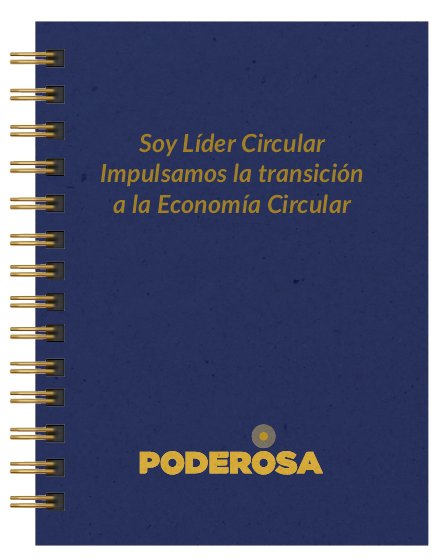 Soy Líder Circular
Impulsamos la transición
a la Economía Circular
PODEROSA